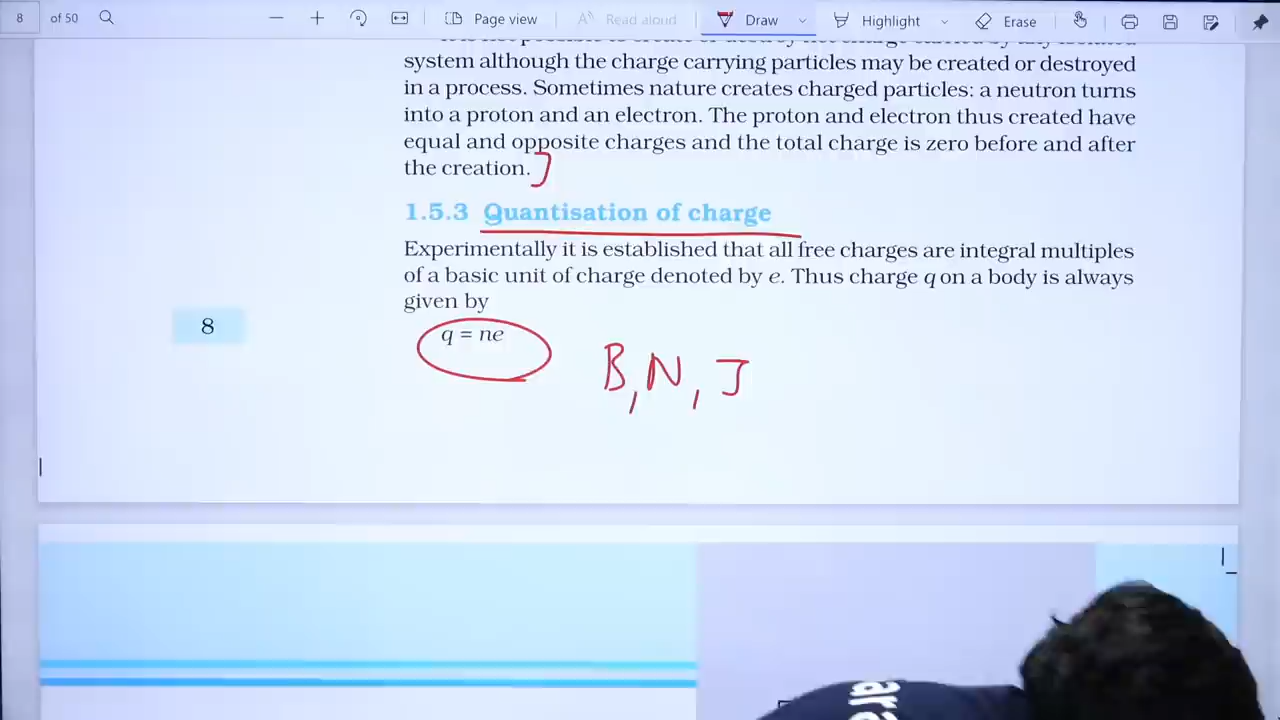 8 of 50 Page view Read aloud Draw Highlight Erase
system although the charge carrying particles may be created or destroyed
in a process. Sometimes nature creates charged particles: a neutron turns
into a proton and an electron. The proton and electron thus created have
equal and opposite charges and the total charge is zero before and after
the creation.
1.5.3 Quantisation of charge
Experimentally it is established that all free charges are integral multiples
of a basic unit of charge denoted by e. Thus charge q on a body is always
given by
8
q = ne
B, N, J
ara